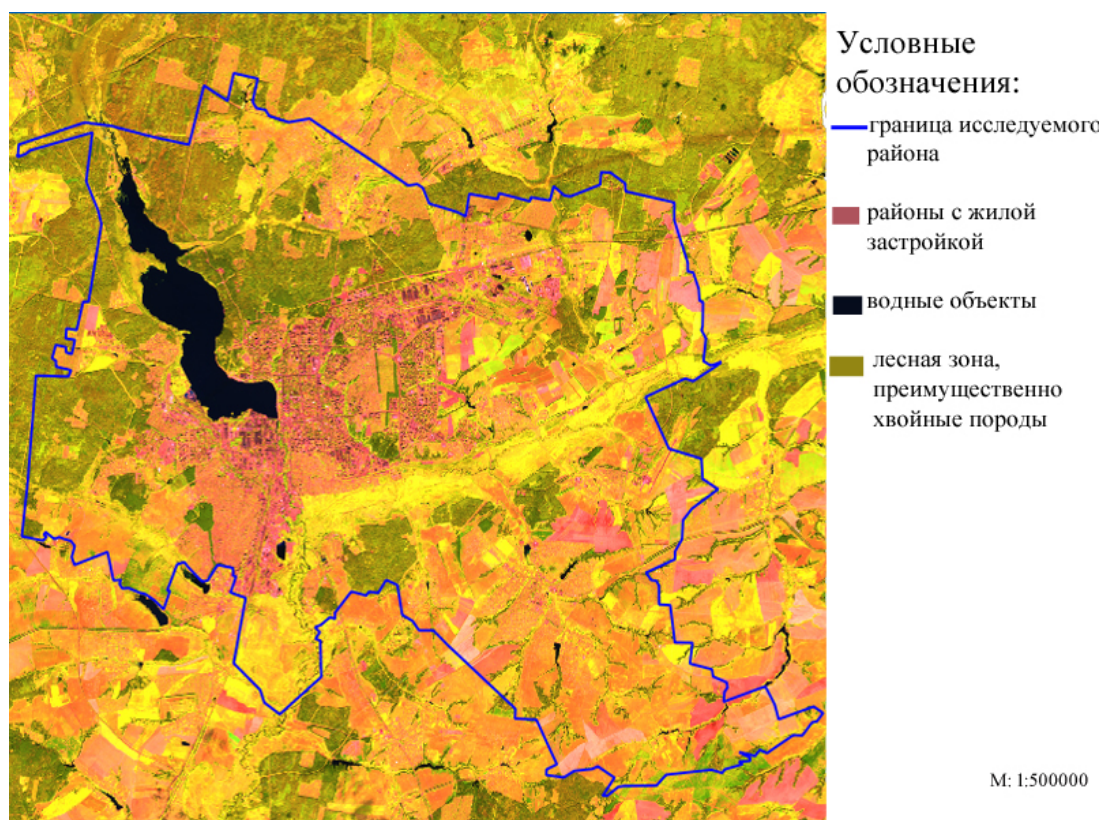 Условные
обозначения:
граница исследуемого
района
районы с жилой
застройкой
водные объекты
лесная зона,
преимущественно
хвойные породы
М: 1:500000